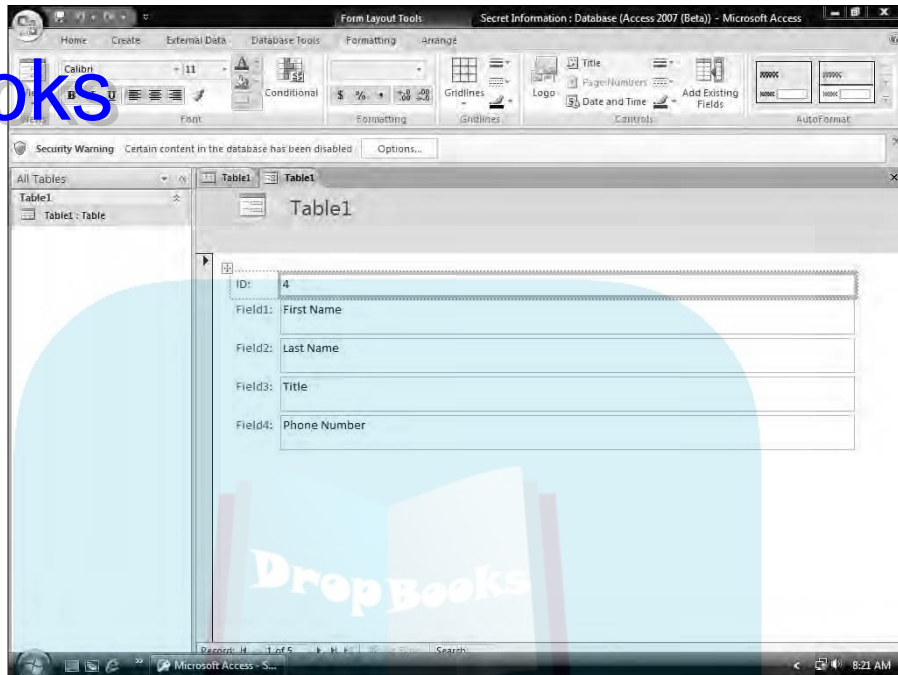 Form Layout Tools Secret Information : Database (Access 2007 (Beta)) - Microsoft Access
Home Create External Data Database Tools Formatting Arrange
oks
Calibri 11
B U
Conditional
$ %
Gridlines
Logo
Title
Page Numbers
Date and Time
Add Existing Fields
Font Formatting Gridlines Controls AutoFormat
Security Warning Certain content in the database has been disabled Options...
All Tables
Table1 Table1
Table1
Table1 : Table
Table1
ID: 4
Field1: First Name
Field2: Last Name
Field3: Title
Field4: Phone Number
DropBooks
Record: 1 of 5 Search
Microsoft Access - S...
8:21 AM